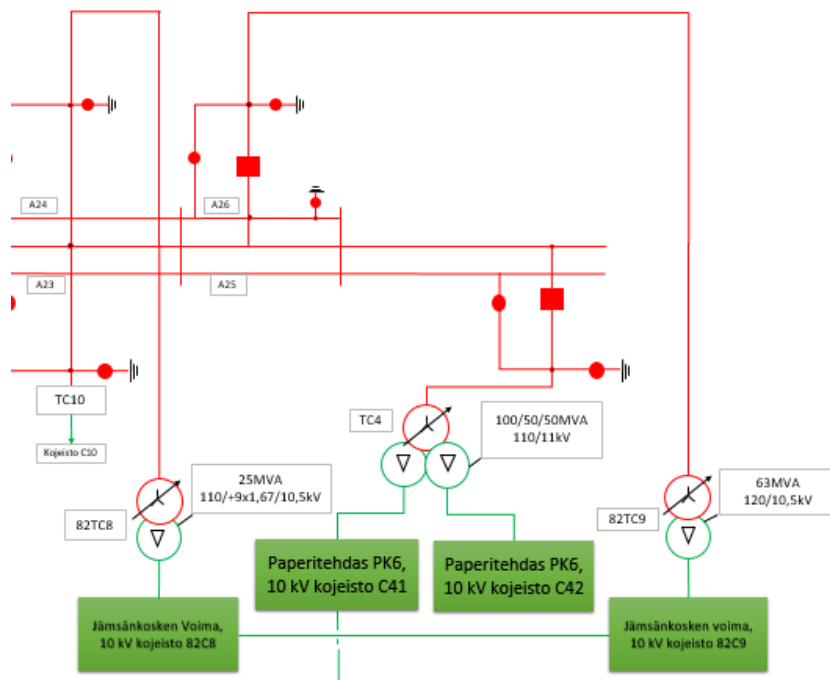 A24
A26
A23
A25
TC10
Kojeisto C10
TC4
100/50/50MVA
110/11kV
25MVA
110/+9x1,67/10,5kV
82TC8
63MVA
120/10,5kV
82TC9
Paperitehdas PK6,
10 kV kojeisto C41
Paperitehdas PK6,
10 kV kojeisto C42
Jämsänkosken Voima,
10 kV kojeisto 82C8
Jämsänkosken voima,
10 kV kojeisto 82C9